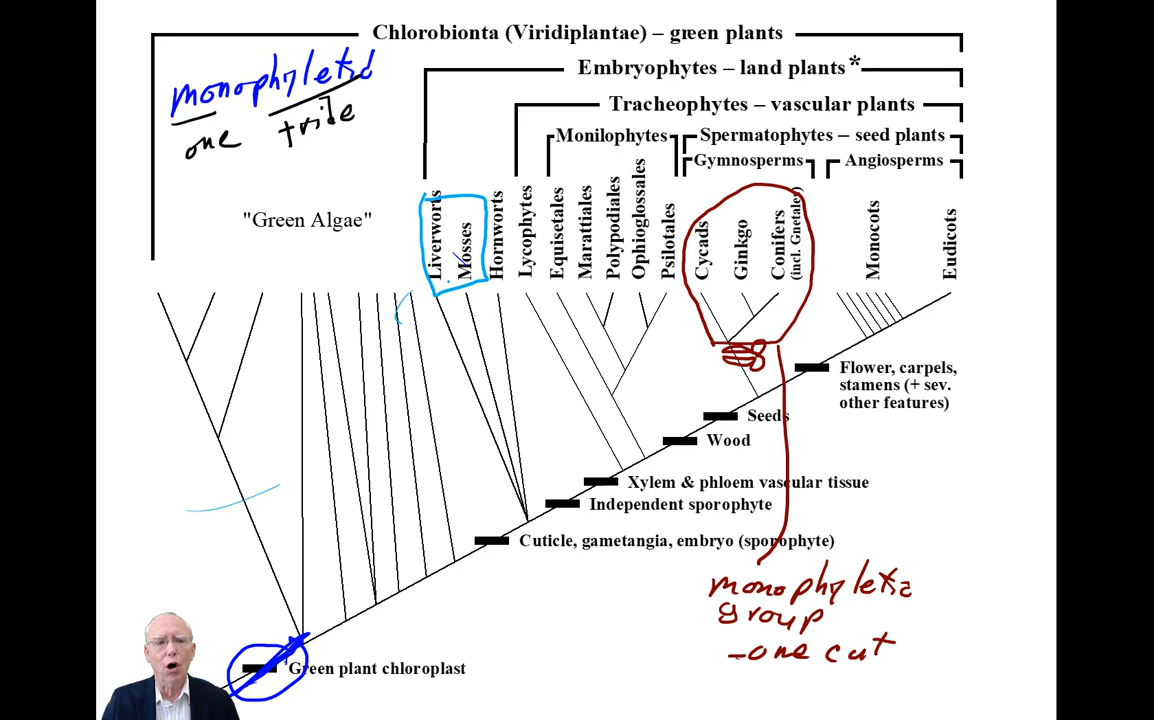 Chlorobionta (Viridiplantae) – green plants
monophyletic
one tribe
Embryophytes – land plants*
Tracheophytes – vascular plants
Monilophytes
Spermatophytes – seed plants
Gymnosperms
Angiosperms
"Green Algae"
Liverworts
Mosses
Hornworts
Lycophytes
Equisetales
Marattiales
Polypodiales
Ophioglossales
Psilotales
Cycads
Ginkgo
Conifers
(incl. Gnetales)
Monocots
Eudicots
Flower, carpels,
stamens (+ sev.
other features)
Seeds
Wood
Xylem & phloem vascular tissue
Independent sporophyte
Cuticle, gametangia, embryo (sporophyte)
Green plant chloroplast
monophyletic
group
-one cut